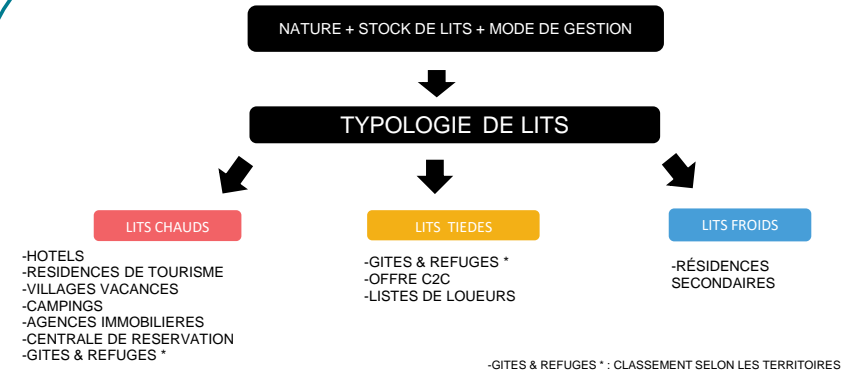 NATURE + STOCK DE LITS + MODE DE GESTION
TYPOLOGIE DE LITS
LITS CHAUDS
-HOTELS
-RESIDENCES DE TOURISME
-VILLAGES VACANCES
-CAMPINGS
-AGENCES IMMOBILIERES
-CENTRALE DE RESERVATION
-GITES & REFUGES *
LITS TIEDES
-GITES & REFUGES *
-OFFRE C2C
-LISTES DE LOUEURS
LITS FROIDS
-RÉSIDENCES
SECONDAIRES
-GITES & REFUGES * : CLASSEMENT SELON LES TERRITOIRES